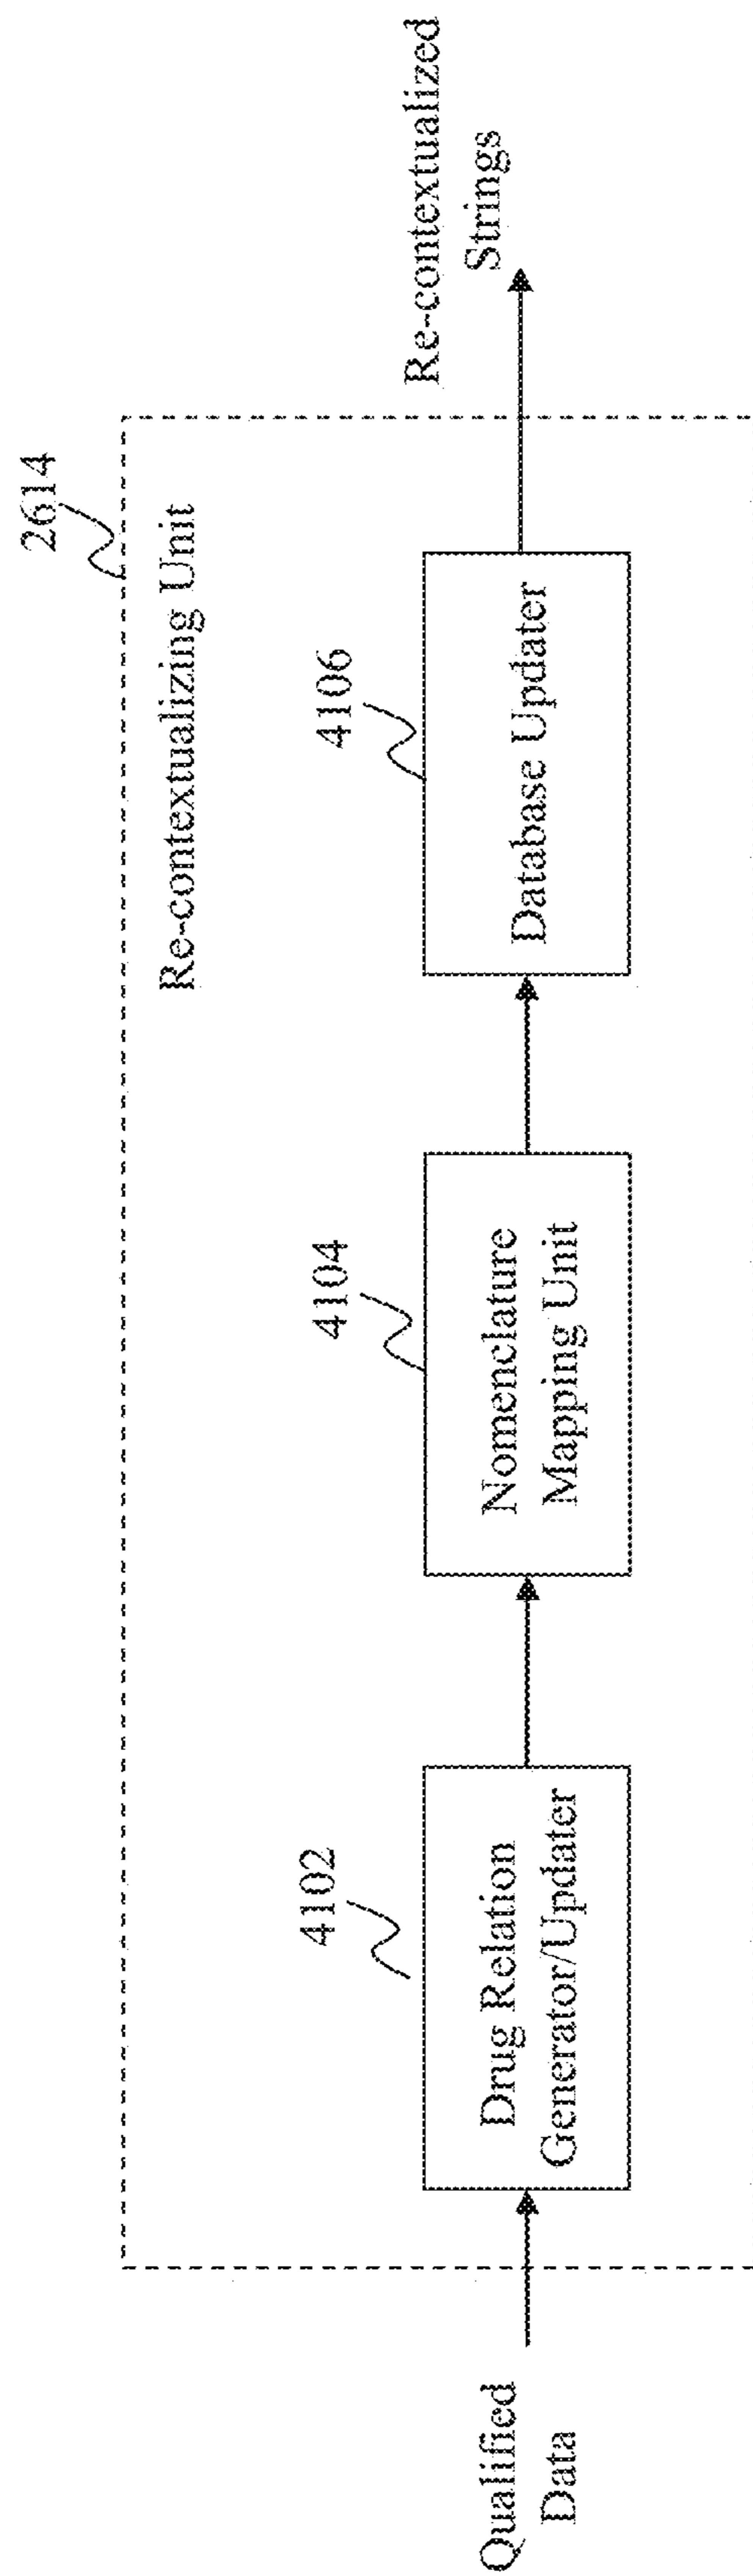 2614
Re-contextualizing Unit
4102
4104
4106
Qualified
Data
Drug Relation
Generator/Updater
Nomenclature
Mapping Unit
Database Updater
Re-contextualized
Strings